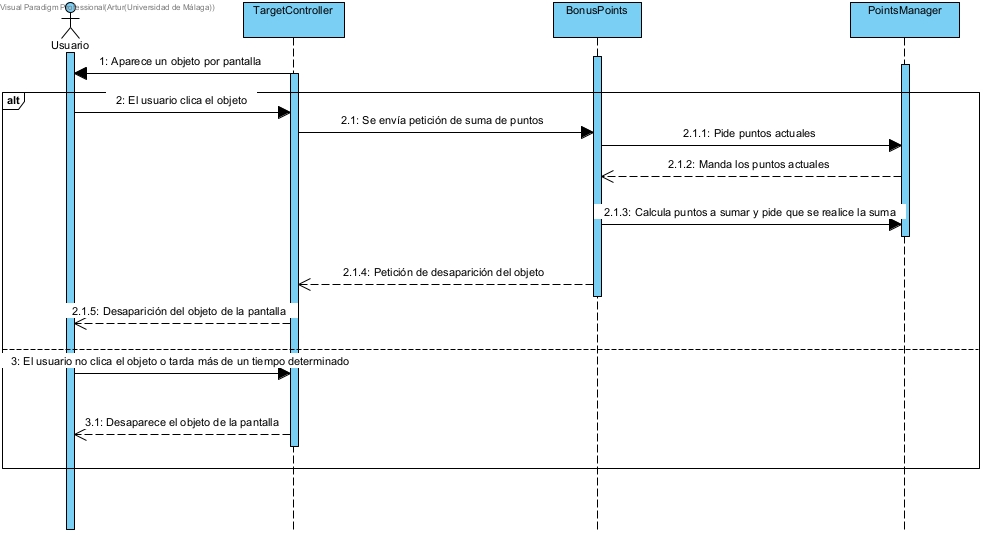 Visual Paradigm Professional(Artur(Universidad de Málaga))
TargetController
BonusPoints
PointsManager
Usuario
1: Aparece un objeto por pantalla
alt
2: El usuario clica el objeto
2.1: Se envía petición de suma de puntos
2.1.1: Pide puntos actuales
2.1.2: Manda los puntos actuales
2.1.3: Calcula puntos a sumar y pide que se realice la suma
2.1.4: Petición de desaparición del objeto
2.1.5: Desaparición del objeto de la pantalla
3: El usuario no clica el objeto o tarda más de un tiempo determinado
3.1: Desaparece el objeto de la pantalla